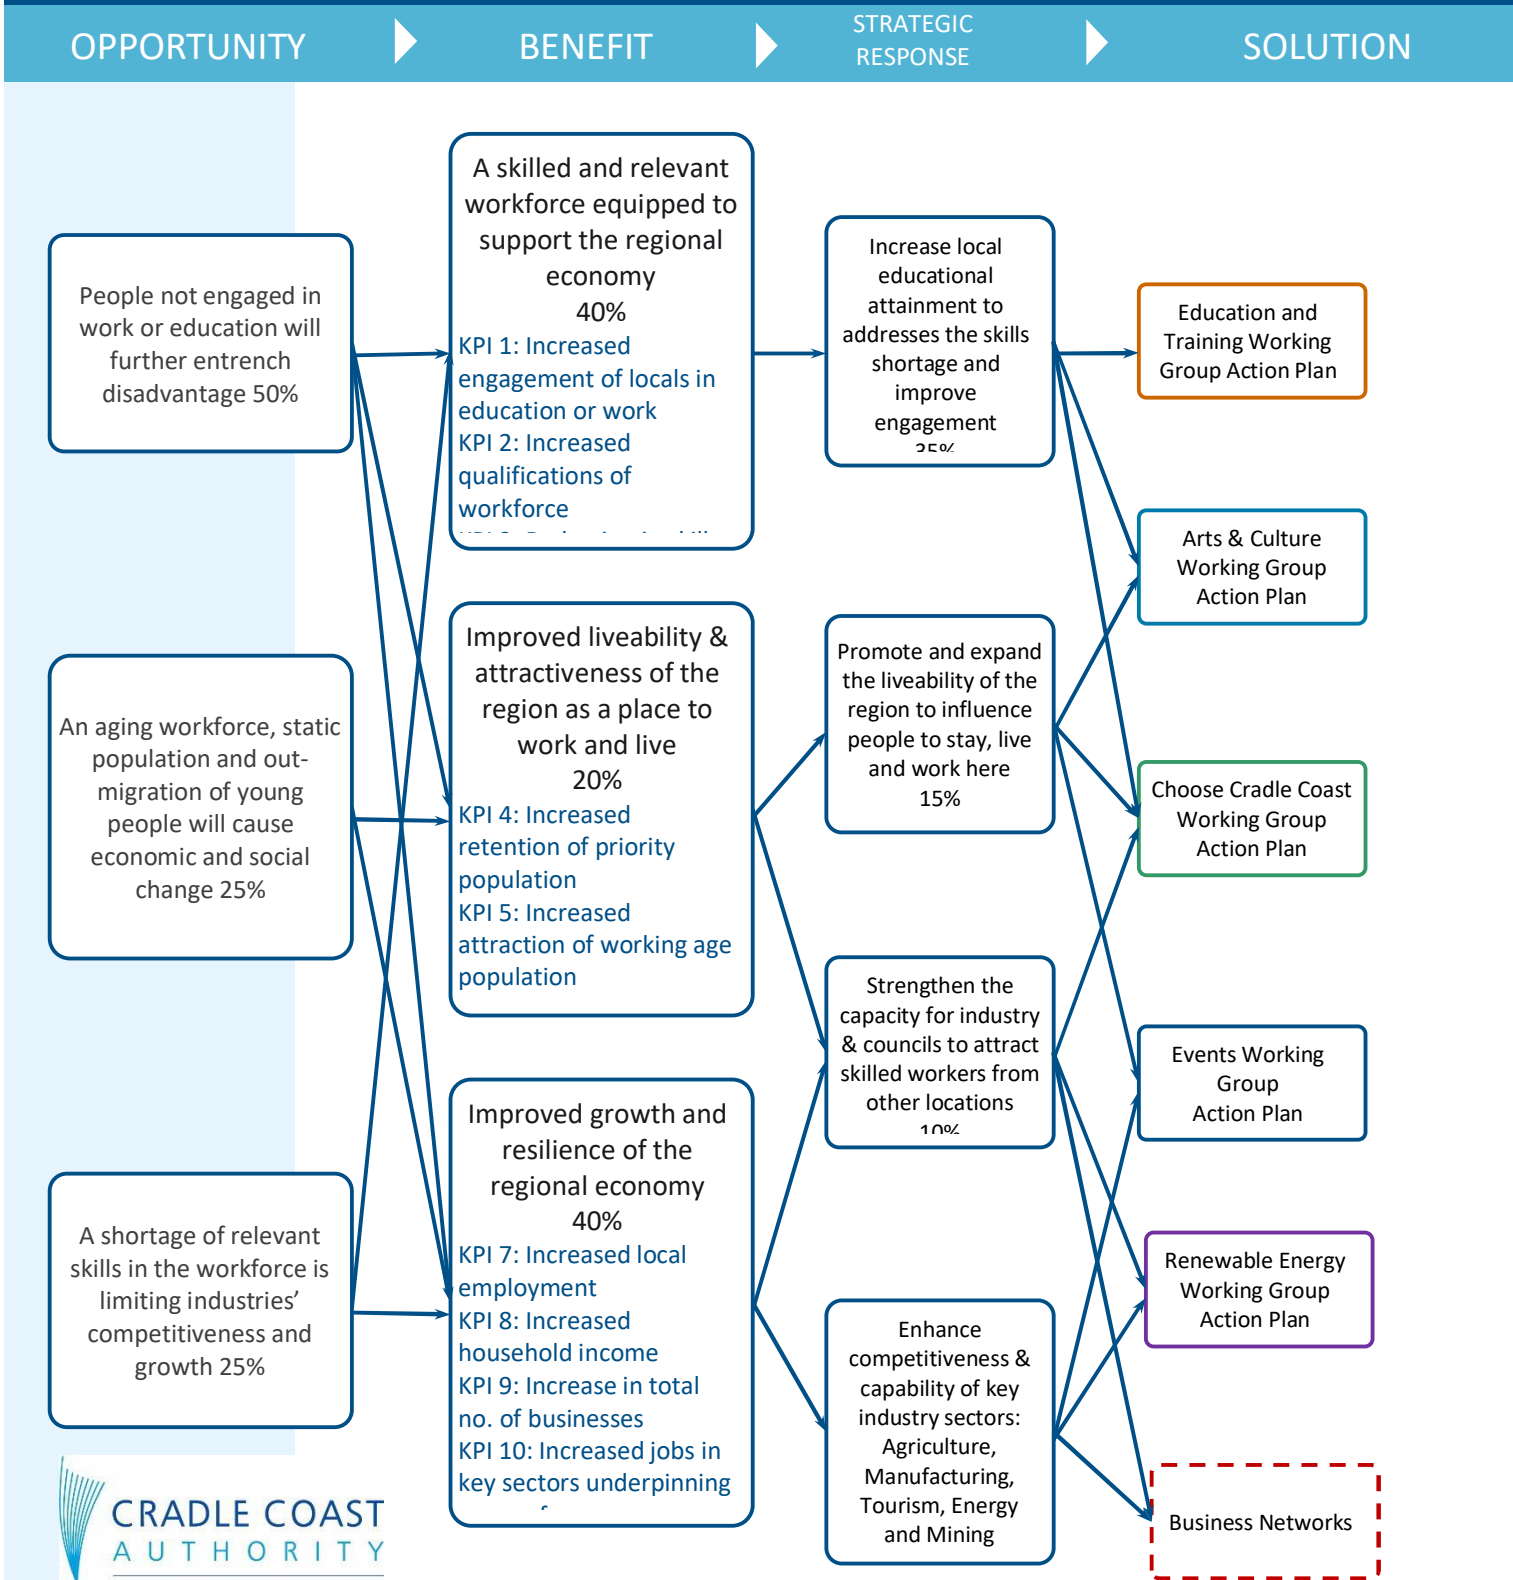 OPPORTUNITY
BENEFIT
STRATEGIC
RESPONSE
SOLUTION
People not engaged in
work or education will
further entrench
disadvantage 50%
An aging workforce, static
population and out-
migration of young
people will cause
economic and social
change 25%
A shortage of relevant
skills in the workforce is
limiting industries’
competitiveness and
growth 25%
A skilled and relevant
workforce equipped to
support the regional
economy
40%
KPI 1: Increased
engagement of locals in
education or work
KPI 2: Increased
qualifications of
workforce
Improved liveability &
attractiveness of the
region as a place to
work and live
20%
KPI 4: Increased
retention of priority
population
KPI 5: Increased
attraction of working age
population
Improved growth and
resilience of the
regional economy
40%
KPI 7: Increased local
employment
KPI 8: Increased
household income
KPI 9: Increase in total
no. of businesses
KPI 10: Increased jobs in
key sectors underpinning
Increase local
educational
attainment to
addresses the skills
shortage and
improve
engagement
35%
Promote and expand
the liveability of the
region to influence
people to stay, live
and work here
15%
Strengthen the
capacity for industry
& councils to attract
skilled workers from
other locations
10%
Enhance
competitiveness &
capability of key
industry sectors:
Agriculture,
Manufacturing,
Tourism, Energy
and Mining
Education and
Training Working
Group Action Plan
Arts & Culture
Working Group
Action Plan
Choose Cradle Coast
Working Group
Action Plan
Events Working
Group
Action Plan
Renewable Energy
Working Group
Action Plan
Business Networks
CRADLE COAST
AUTHORITY